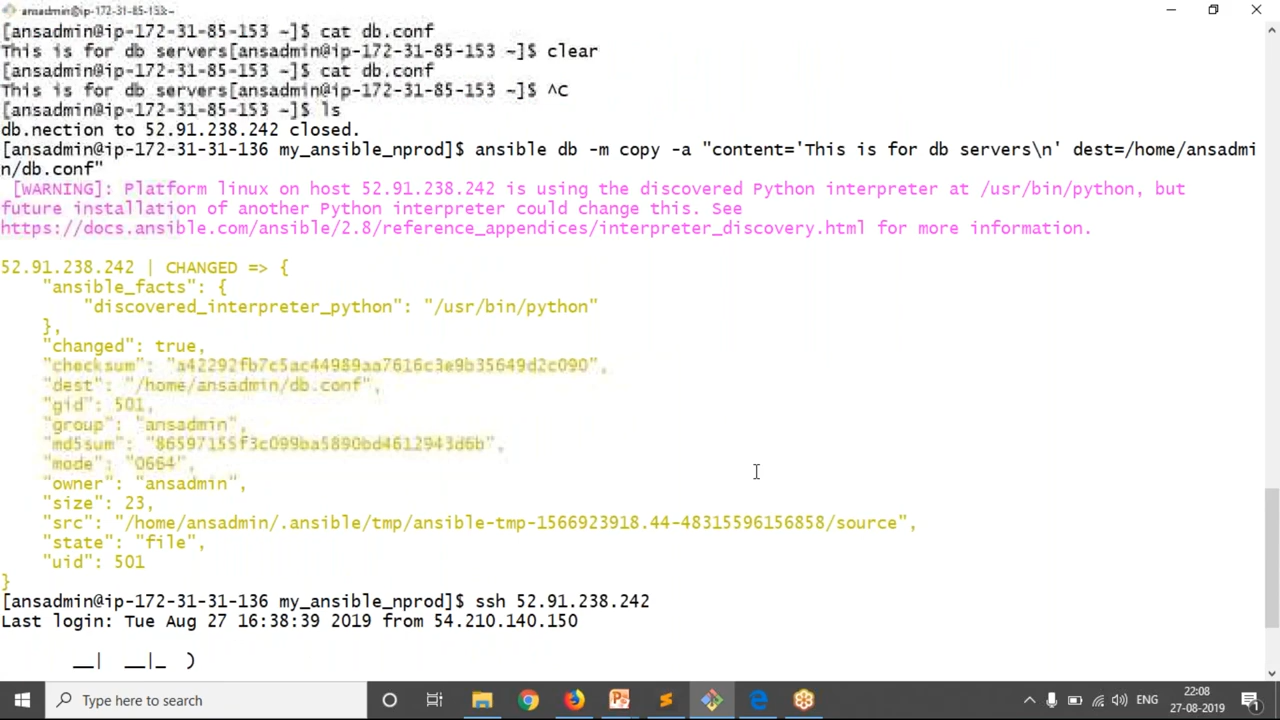 ansadmin@ip-172-31-85-153:~
[ansadmin@ip-172-31-85-153 ~]$ cat db.conf
This is for db servers[ansadmin@ip-172-31-85-153 ~]$ clear
[ansadmin@ip-172-31-85-153 ~]$ cat db.conf
This is for db servers[ansadmin@ip-172-31-85-153 ~]$ ^C
[ansadmin@ip-172-31-85-153 ~]$ ls
db.nection to 52.91.238.242 closed.
[ansadmin@ip-172-31-31-136 my_ansible_nprod]$ ansible db -m copy -a "content='This is for db servers\n' dest=/home/ansadmi
n/db.conf"
[WARNING]: Platform linux on host 52.91.238.242 is using the discovered Python interpreter at /usr/bin/python, but
future installation of another Python interpreter could change this. See
https://docs.ansible.com/ansible/2.8/reference_appendices/interpreter_discovery.html for more information.
52.91.238.242 | CHANGED => {
"ansible_facts": {
"discovered_interpreter_python": "/usr/bin/python"
},
"changed": true,
"checksum": "a42292fb7c5ac44989aa7616c3e9b35649d2c090",
"dest": "/home/ansadmin/db.conf",
"gid": 501,
"group": "ansadmin",
"md5sum": "86597155f3c099ba5890bd4612943d6b",
"mode": "0664",
"owner": "ansadmin",
"size": 23,
"src": "/home/ansadmin/.ansible/tmp/ansible-tmp-1566923918.44-48315596156858/source",
"state": "file",
"uid": 501
}
[ansadmin@ip-172-31-31-136 my_ansible_nprod]$ ssh 52.91.238.242
Last login: Tue Aug 27 16:38:39 2019 from 54.210.140.150
__|  __|_  )
Type here to search
ENG
22:08
27-08-2019
1